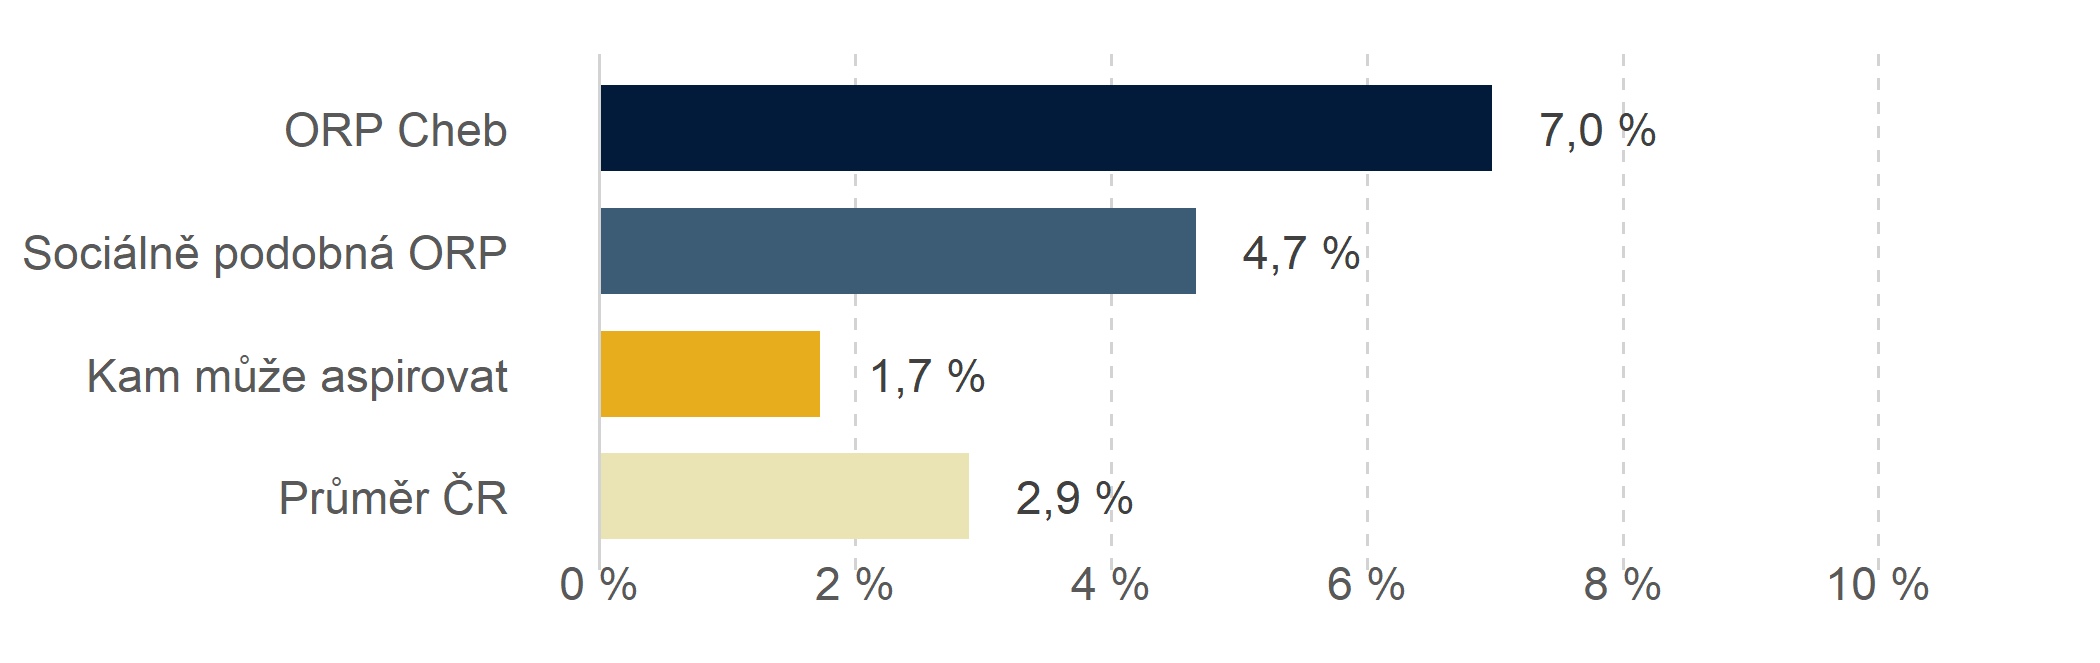 ORP Cheb
7,0 %
Sociálně podobná ORP
4,7 %
Kam může aspirovat
1,7 %
Průměr ČR
2,9 %
0 % 2 % 4 % 6 % 8 % 10 %